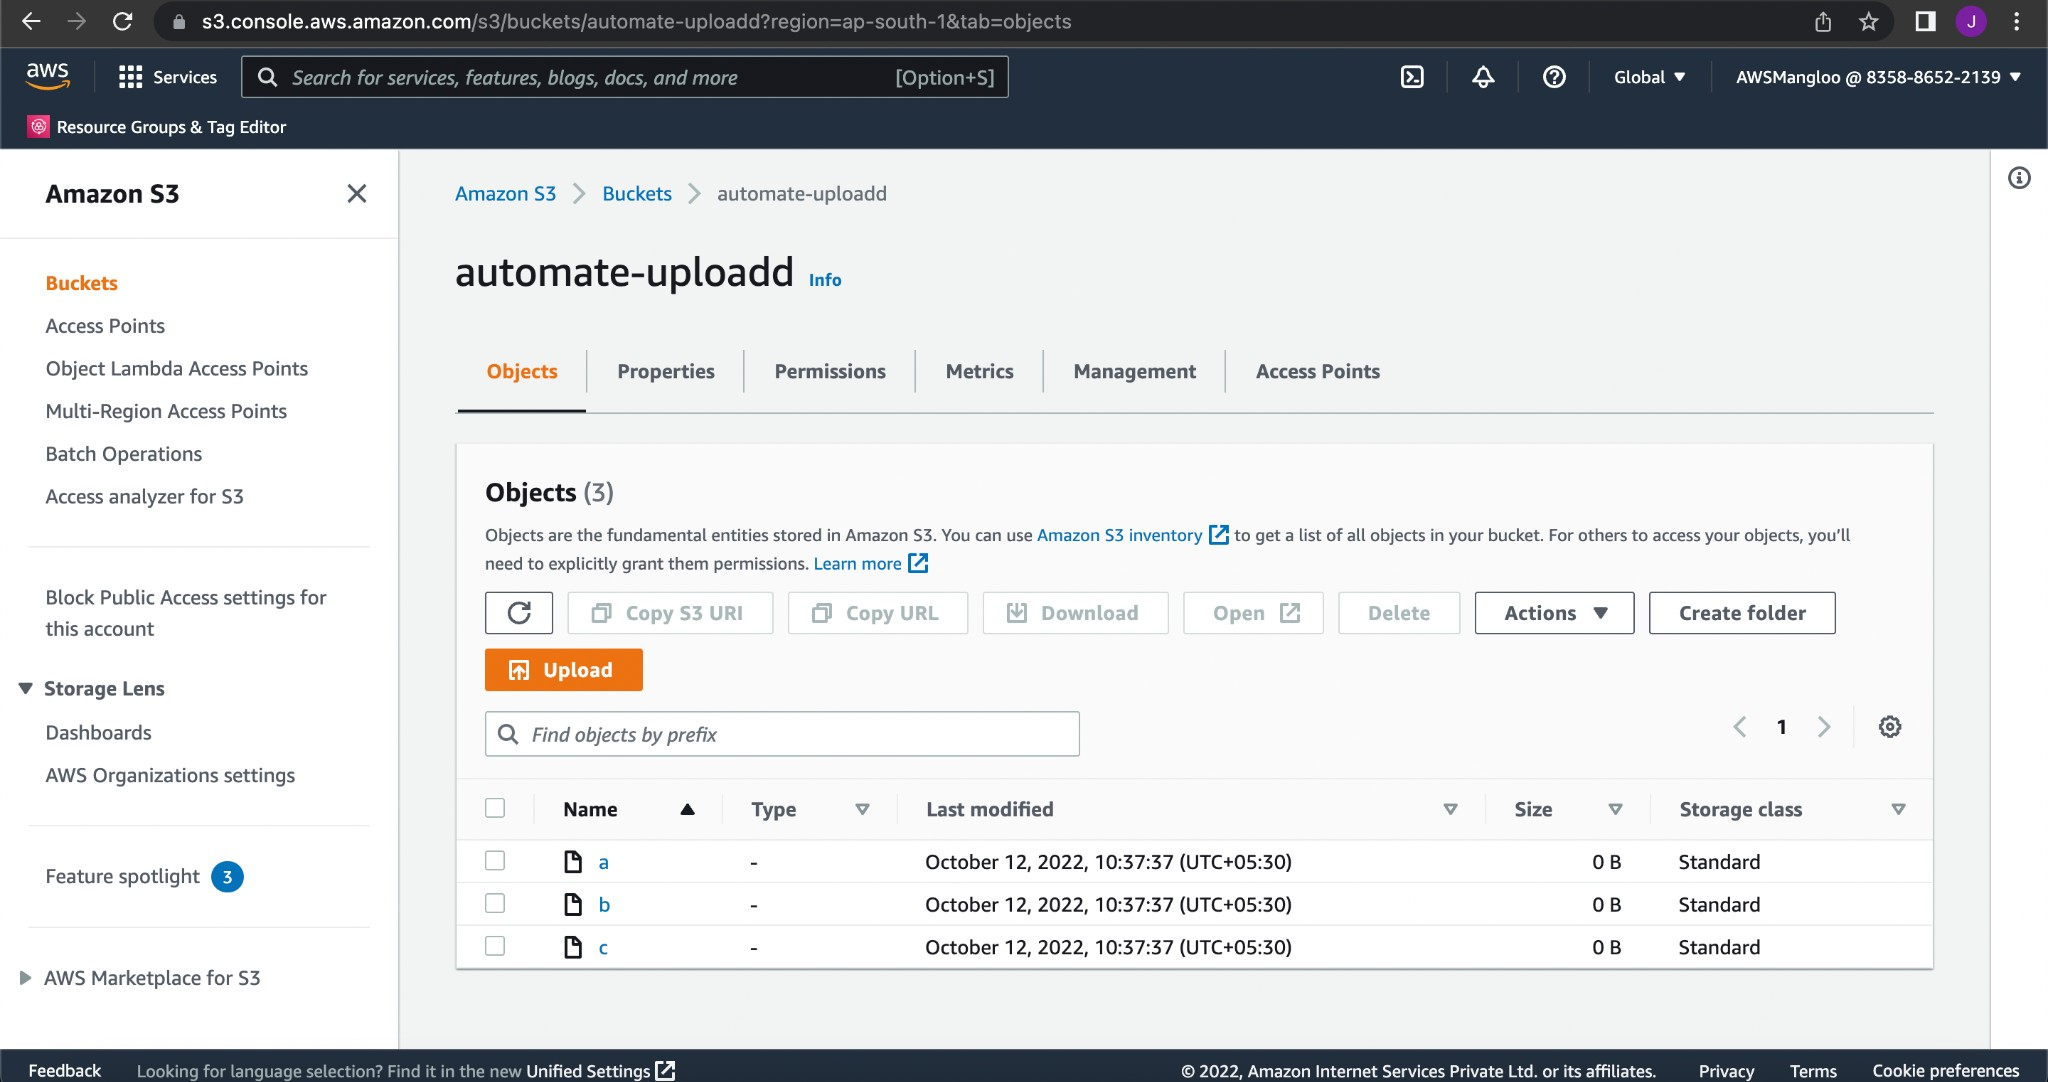 s3.console.aws.amazon.com/s3/buckets/automate-uploadd?region=ap-south-1&tab=objects
J
aws
Services
Search for services, features, blogs, docs, and more [Option+S]
Global
AWSMangloo @ 8358-8652-2139
Resource Groups & Tag Editor
Amazon S3
Buckets
Access Points
Object Lambda Access Points
Multi-Region Access Points
Batch Operations
Access analyzer for S3
Block Public Access settings for
this account
Storage Lens
Dashboards
AWS Organizations settings
Feature spotlight 3
AWS Marketplace for S3
Amazon S3 > Buckets > automate-uploadd
automate-uploadd Info
Objects Properties Permissions Metrics Management Access Points
Objects (3)
Objects are the fundamental entities stored in Amazon S3. You can use Amazon S3 inventory to get a list of all objects in your bucket. For others to access your objects, you'll
need to explicitly grant them permissions. Learn more
Copy S3 URI Copy URL Download Open Delete Actions Create folder
Upload
Find objects by prefix
1
Name Type Last modified Size Storage class
a - October 12, 2022, 10:37:37 (UTC+05:30) 0 B Standard
b - October 12, 2022, 10:37:37 (UTC+05:30) 0 B Standard
c - October 12, 2022, 10:37:37 (UTC+05:30) 0 B Standard
Feedback Looking for language selection? Find it in the new Unified Settings © 2022, Amazon Internet Services Private Ltd. or its affiliates. Privacy Terms Cookie preferences